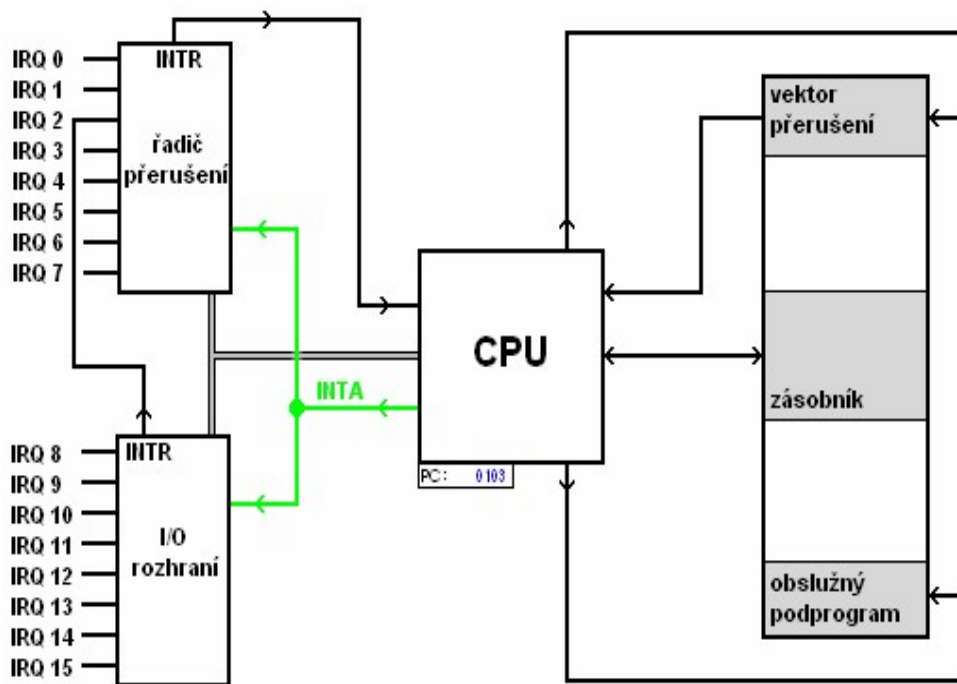 IRQ 0
IRQ 1
IRQ 2
IRQ 3
IRQ 4
IRQ 5
IRQ 6
IRQ 7
INTR
řadič
přerušení
IRQ 8
IRQ 9
IRQ 10
IRQ 11
IRQ 12
IRQ 13
IRQ 14
IRQ 15
INTR
I/O
rozhraní
INTA
CPU
PC: 0103
vektor
přerušení
zásobník
obslužný
podprogram